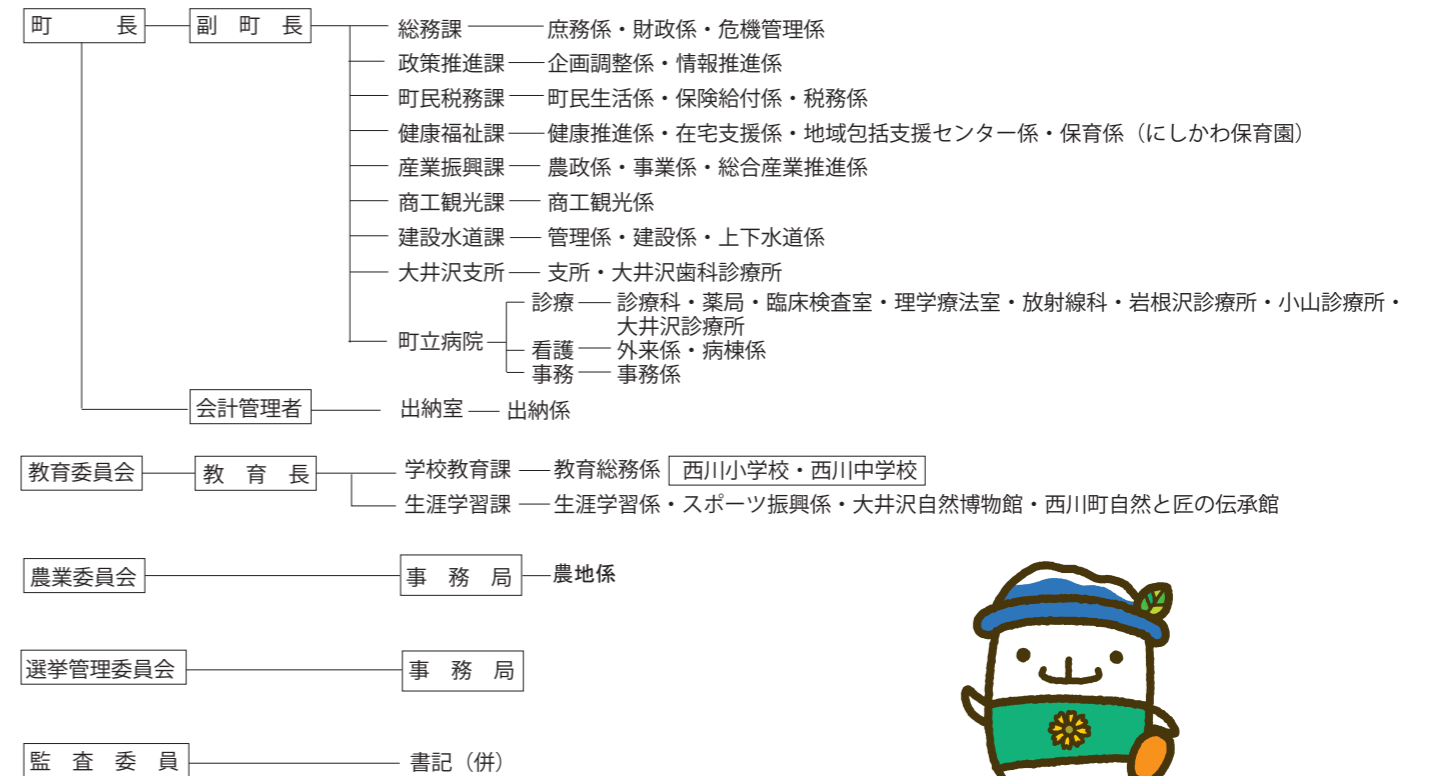 町　　　長　副　町　長　総務課　庶務係・財政係・危機管理係
政策推進課　企画調整係・情報推進係
町民税務課　町民生活係・保険給付係・税務係
健康福祉課　健康推進係・在宅支援係・地域包括支援センター係・保育係（にしかわ保育園）
産業振興課　農政係・事業係・総合産業推進係
商工観光課　商工観光係
建設水道課　管理係・建設係・上下水道係
大井沢支所　支所・大井沢歯科診療所
町立病院　診療　診療科・薬局・臨床検査室・理学療法室・放射線科・岩根沢診療所・小山診療所・
大井沢診療所
看護　外来係・病棟係
事務　事務係
会計管理者　出納室　出納係
教育委員会　教　育　長　学校教育課　教育総務係　西川小学校・西川中学校
生涯学習課　生涯学習係・スポーツ振興係・大井沢自然博物館・西川町自然と匠の伝承館
農業委員会　事　務　局　農地係
選挙管理委員会　事　務　局
監　査　委　員　書記（併）